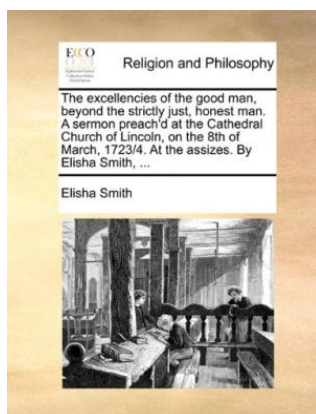 ECCO
Religion and Philosophy
The excellencies of the good man,
beyond the strictly just, honest man.
A sermon preach'd at the Cathedral
Church of Lincoln, on the 8th of
March, 1723/4. At the assizes. By
Elisha Smith, ...
Elisha Smith